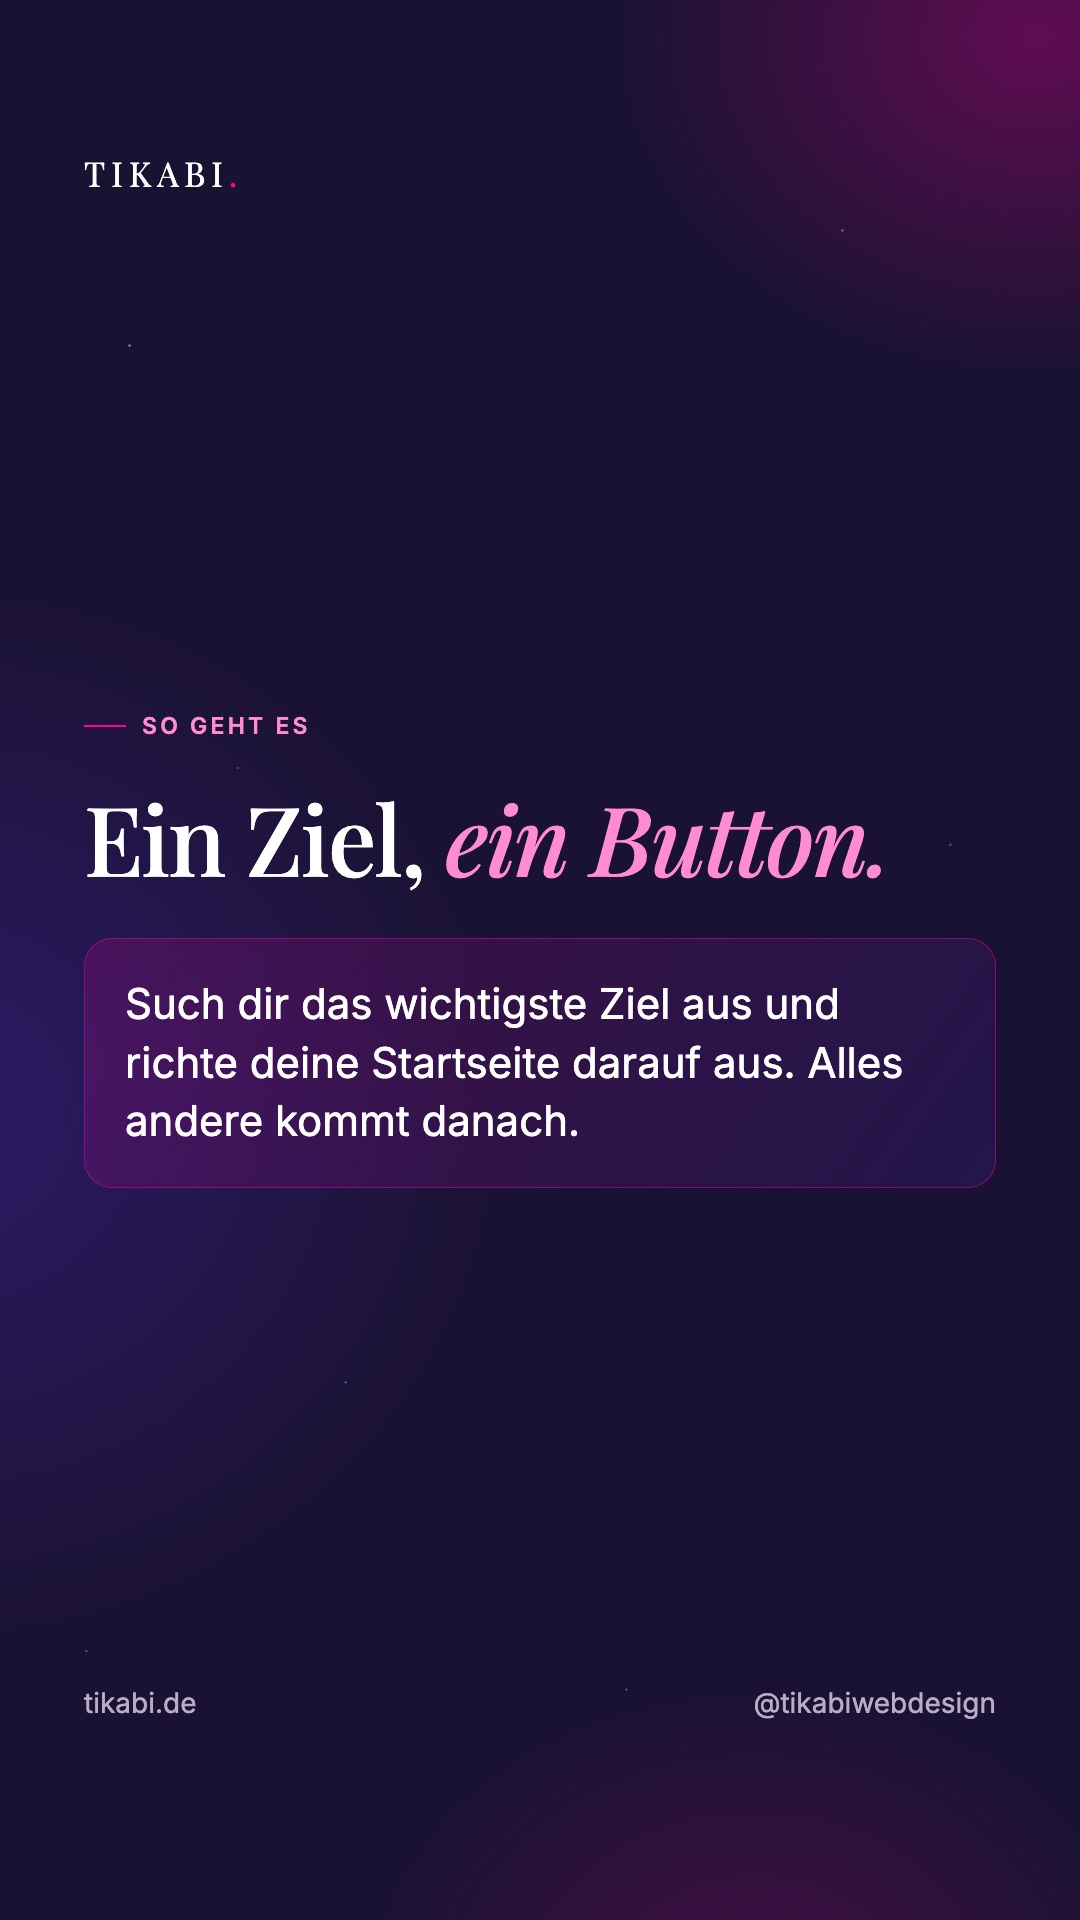 TIKABI.
SO GEHT ES
Ein Ziel, ein Button.
Such dir das wichtigste Ziel aus und
richte deine Startseite darauf aus. Alles
andere kommt danach.
tikabi.de
@tikabiwebdesign